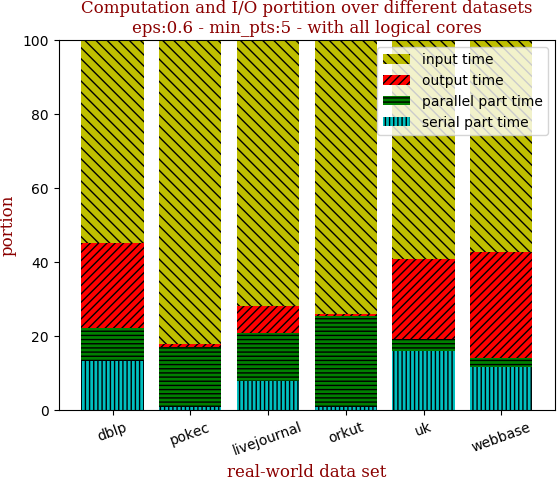 Computation and I/O portition over different datasets
eps:0.6 - min_pts:5 - with all logical cores
100
80
60
40
20
0
portion
input time
output time
parallel part time
serial part time
dblp
pokec
livejournal
orkut
uk
webbase
real-world data set